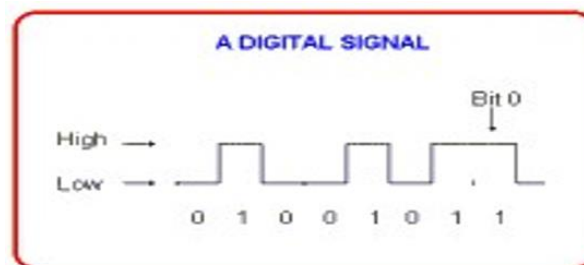 A DIGITAL SIGNAL
Bit 0
High
Low
0 1 0 0 1 0 1 1